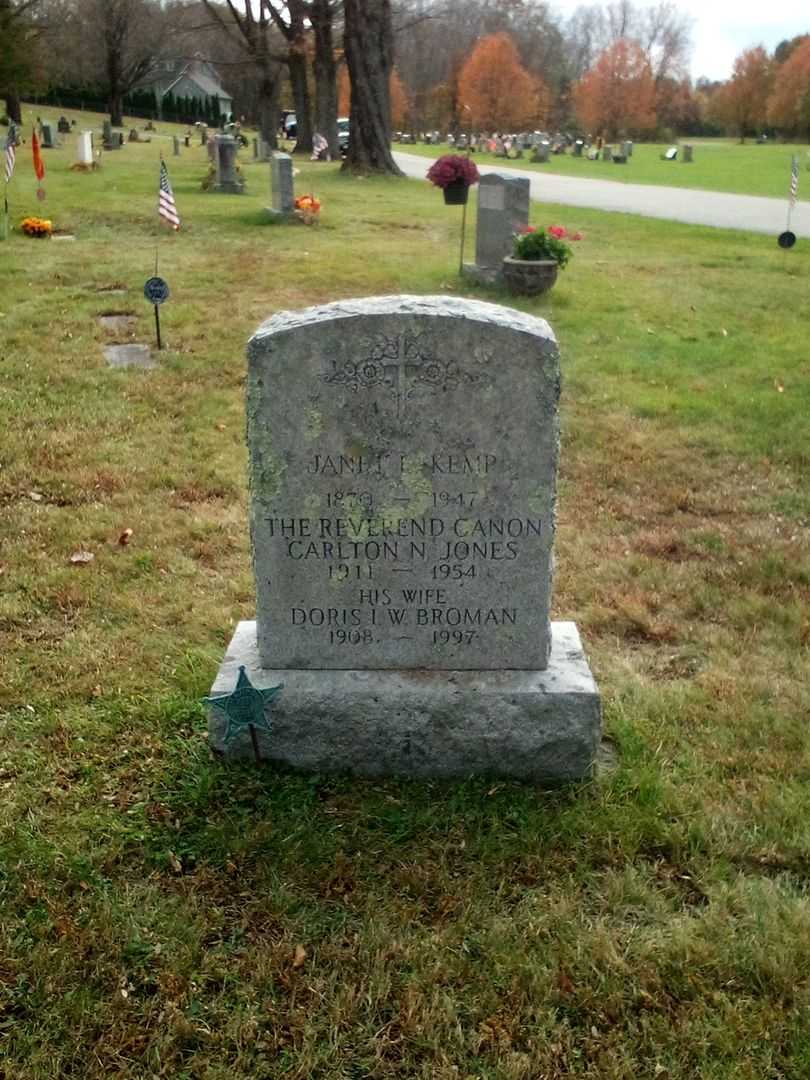 JANET L. KEMP
1870 — 1947
THE REVEREND CANON
CARLTON N. JONES
1911 — 1954
HIS WIFE
DORIS I. W. BROMAN
1908 — 1997